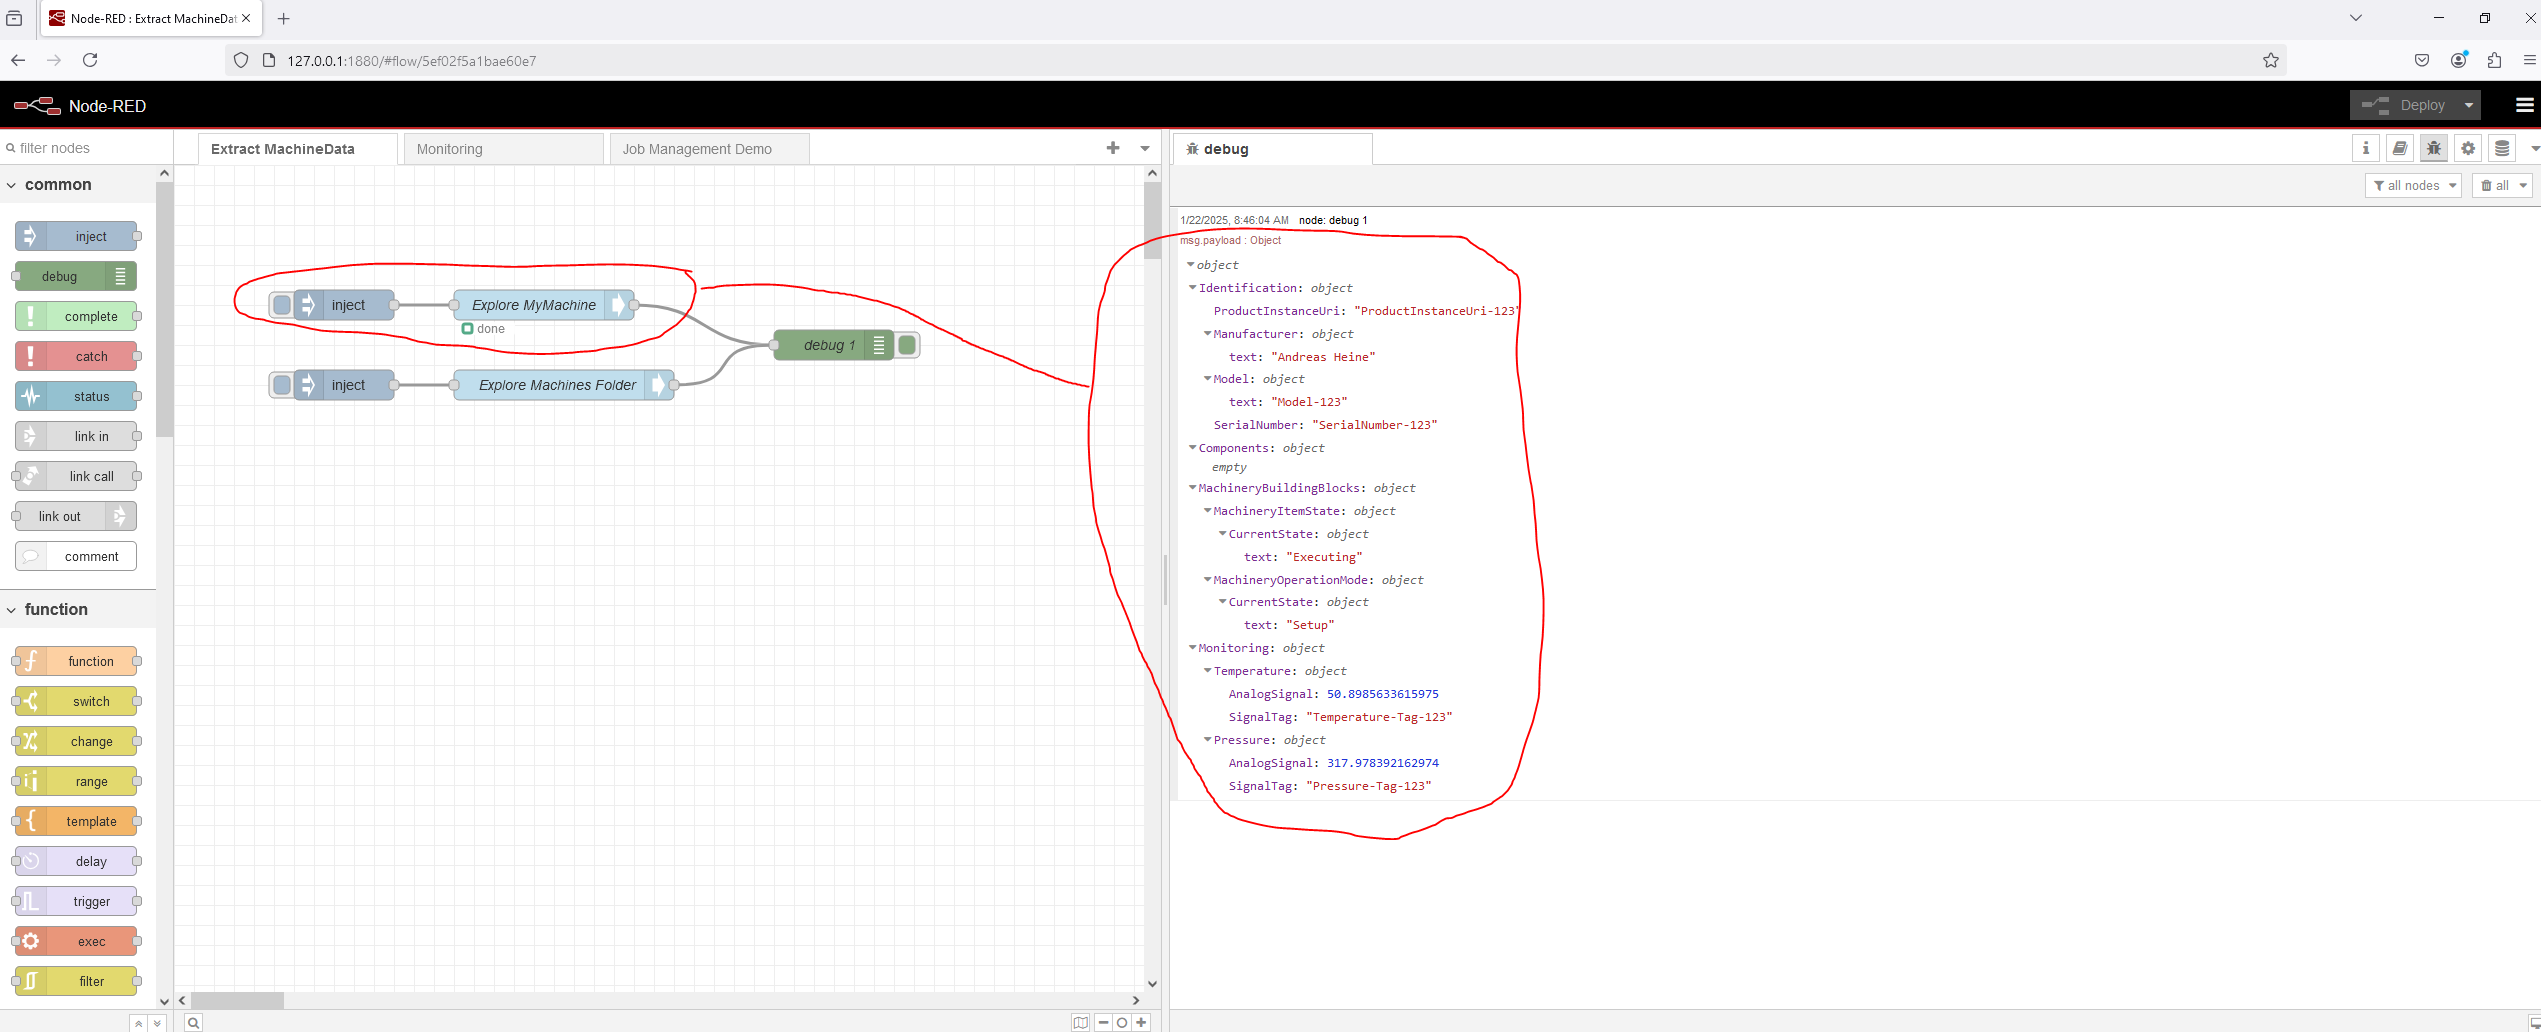 Node-RED : Extract MachineDat
127.0.0.1:1880/#flow/5ef02f5a1bae60e7
Node-RED
Deploy
filter nodes
common
inject
debug
complete
catch
status
link in
link call
link out
comment
function
function
switch
change
range
template
delay
trigger
exec
filter
Extract MachineData
Monitoring
Job Management Demo
inject
Explore MyMachine
done
debug 1
inject
Explore Machines Folder
debug
i
all nodes
all
1/22/2025, 8:46:04 AM node: debug 1
msg.payload : Object
object
Identification: object
ProductInstanceUri: "ProductInstanceUri-123"
Manufacturer: object
text: "Andreas Heine"
Model: object
text: "Model-123"
SerialNumber: "SerialNumber-123"
Components: object
empty
MachineryBuildingBlocks: object
MachineryItemState: object
CurrentState: object
text: "Executing"
MachineryOperationMode: object
CurrentState: object
text: "Setup"
Monitoring: object
Temperature: object
AnalogSignal: 50.8985633615975
SignalTag: "Temperature-Tag-123"
Pressure: object
AnalogSignal: 317.978392162974
SignalTag: "Pressure-Tag-123"